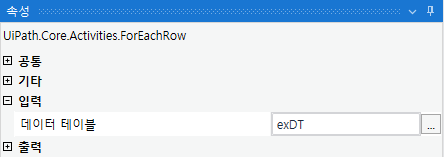 속성
UiPath.Core.Activities.ForEachRow
공통
기타
입력
데이터 테이블 exDT ...
출력